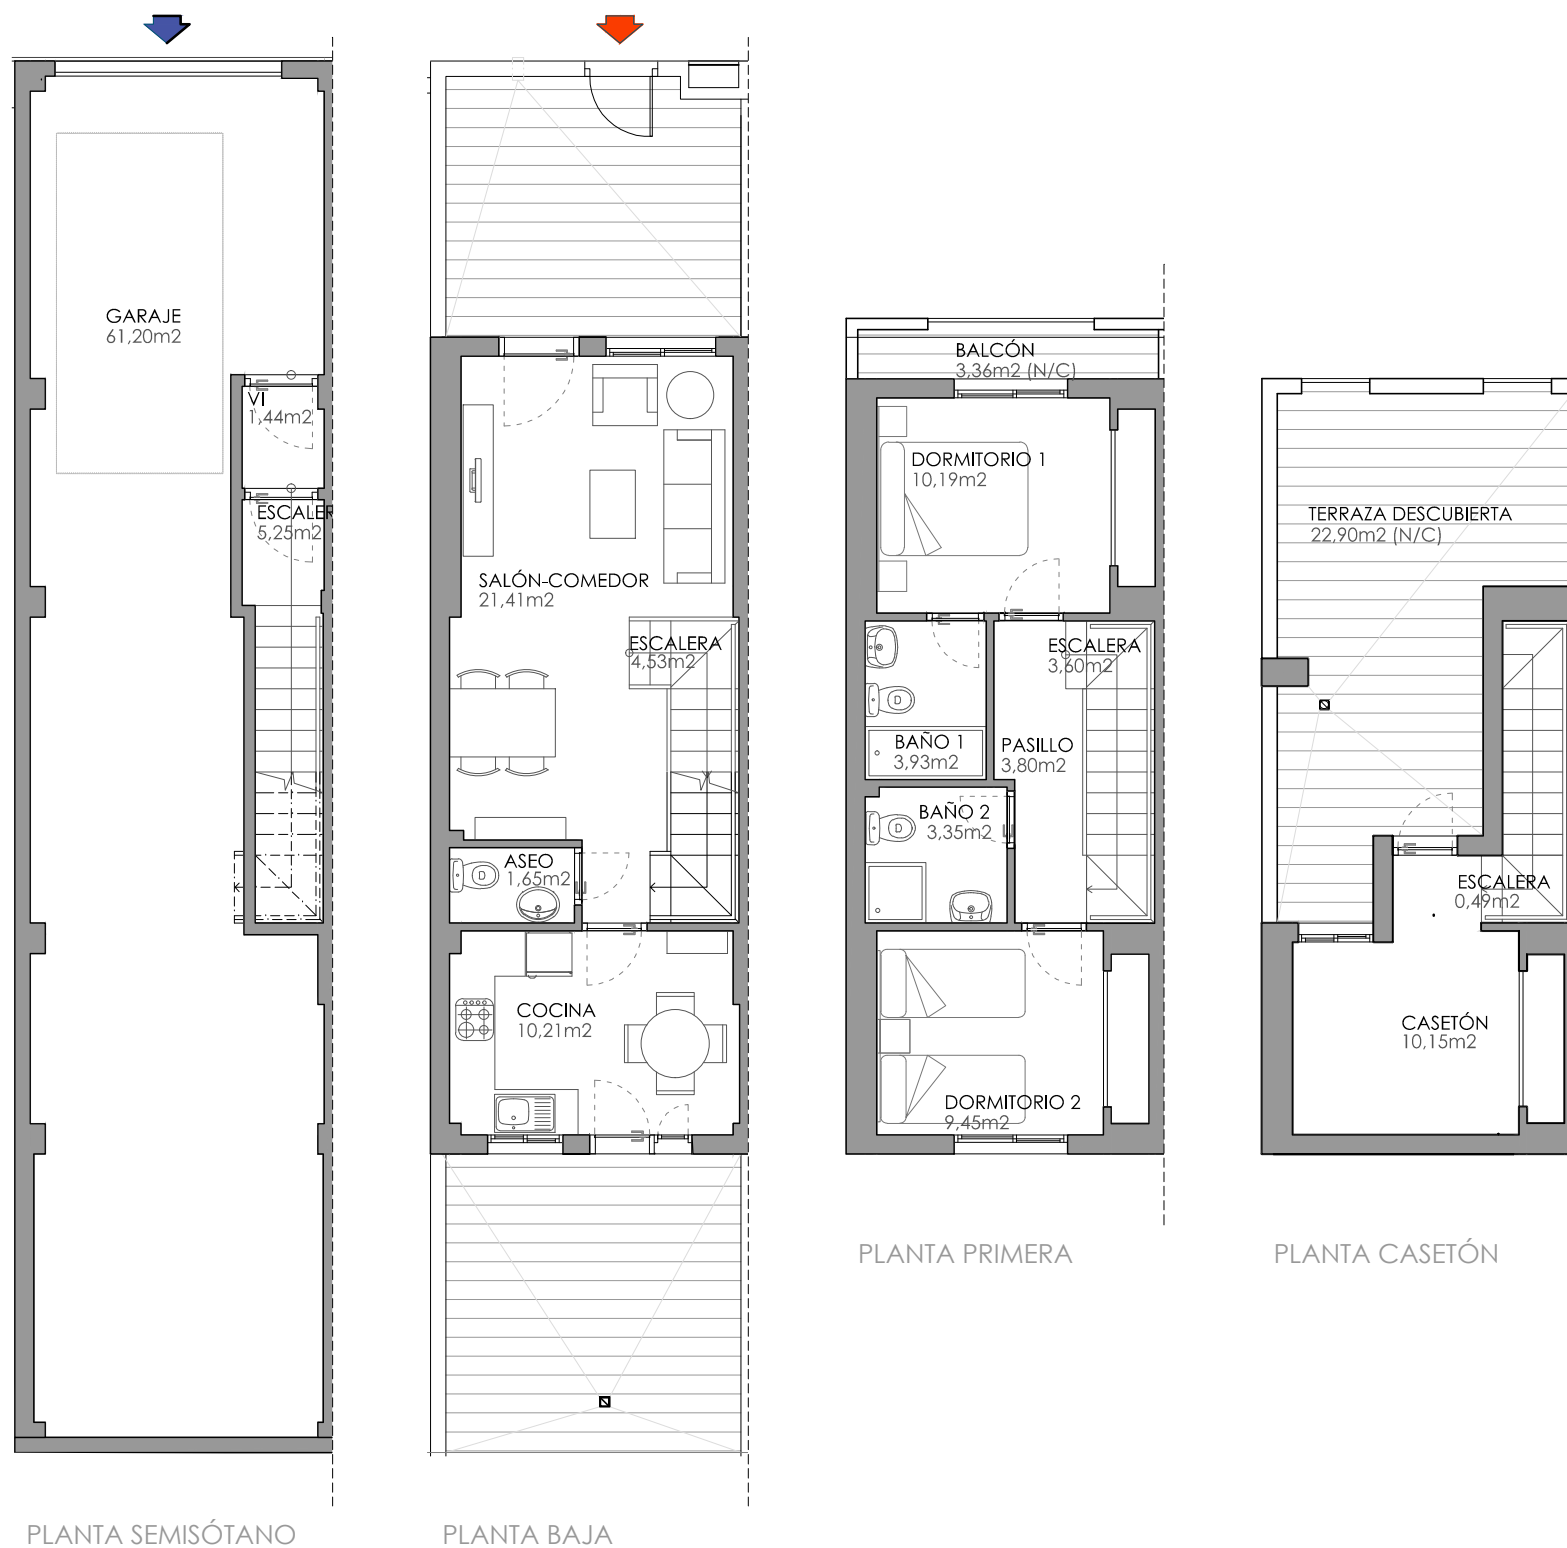 GARAJE
61,20m2
VI
1,44m2
ESCALER
5,25m2
PLANTA SEMISÓTANO
SALÓN-COMEDOR
21,41m2
ESCALERA
4,53m2
ASEO
1,65m2
COCINA
10,21m2
PLANTA BAJA
BALCÓN
3,36m2 (N/C)
DORMITORIO 1
10,19m2
ESCALERA
3,60m2
BAÑO 1
3,93m2
PASILLO
3,80m2
BAÑO 2
3,35m2
DORMITORIO 2
9,45m2
PLANTA PRIMERA
TERRAZA DESCUBIERTA
22,90m2 (N/C)
ESCALERA
0,49m2
CASETÓN
10,15m2
PLANTA CASETÓN